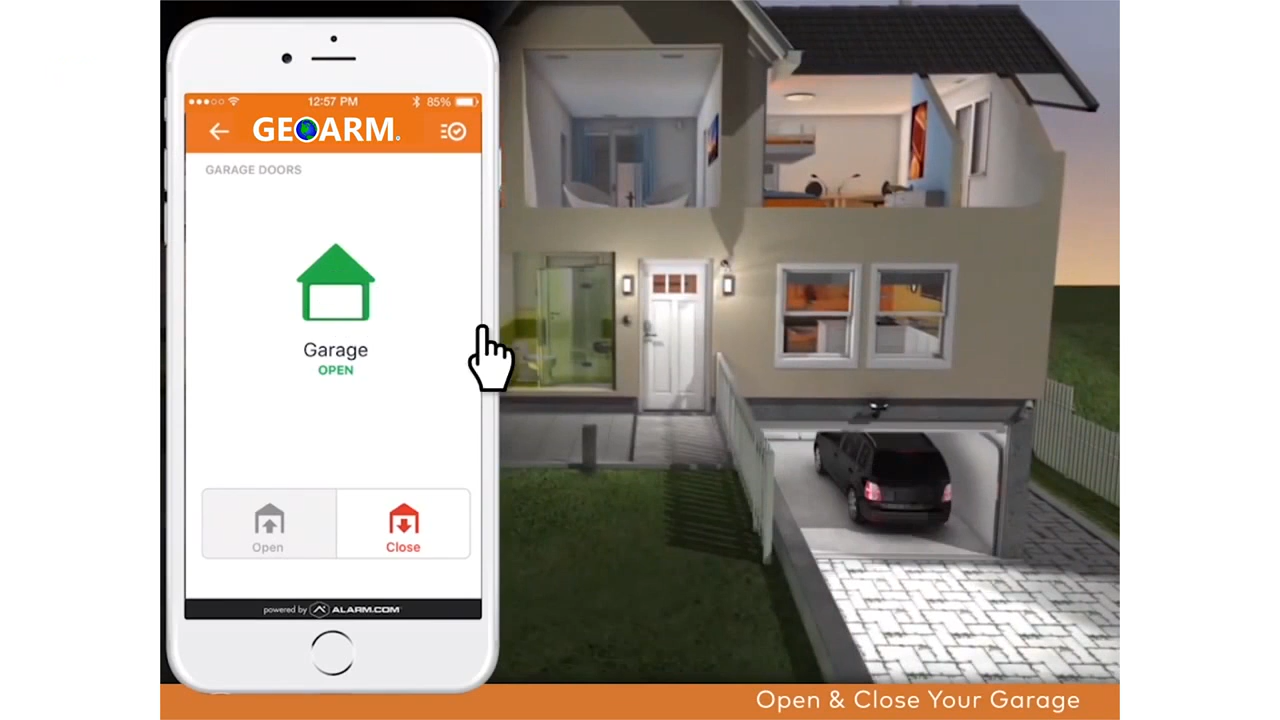 12:57 PM
85%
GEOARM
GARAGE DOORS
Garage
OPEN
Open
Close
powered by ALARM.COM
Open & Close Your Garage